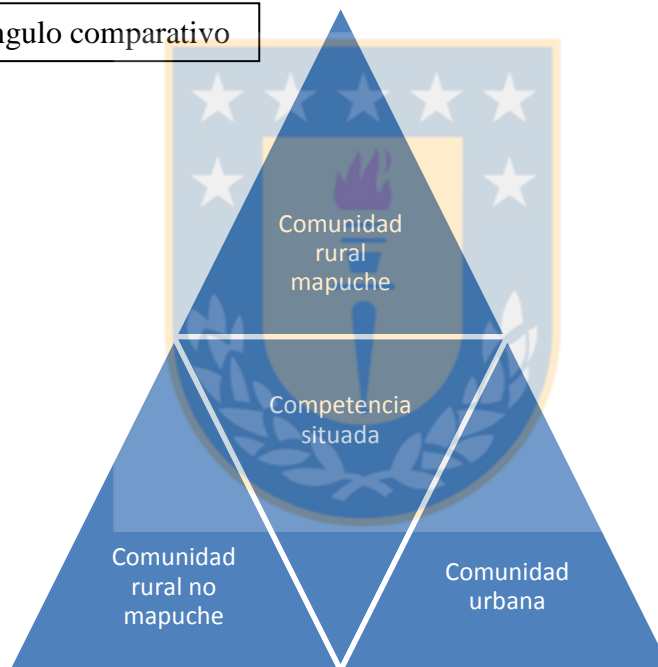 ngulo comparativo
Comunidad
rural
mapuche
Competencia
situada
Comunidad
rural no
mapuche
Comunidad
urbana